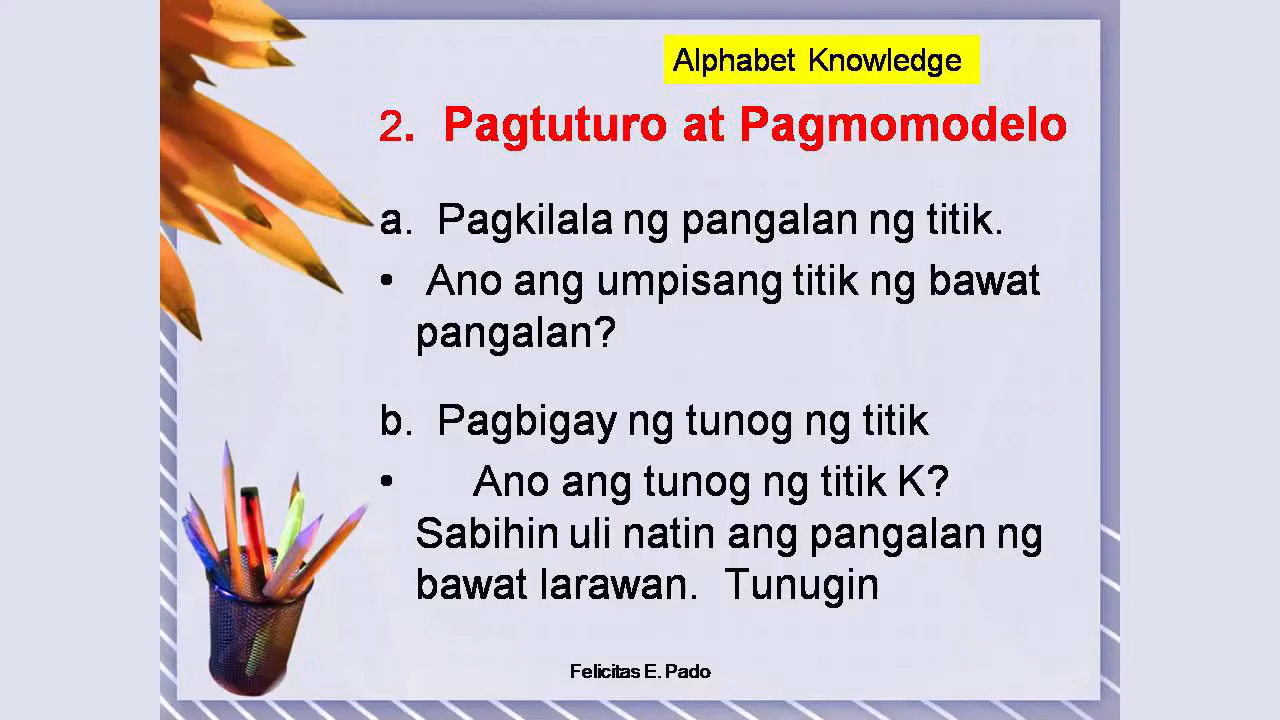 Alphabet Knowledge
2. Pagtuturo at Pagmomodelo
a. Pagkilala ng pangalan ng titik.
• Ano ang umpisang titik ng bawat
pangalan?
b. Pagbigay ng tunog ng titik
• Ano ang tunog ng titik K?
Sabihin uli natin ang pangalan ng
bawat larawan. Tunugin
Felicitas E. Pado